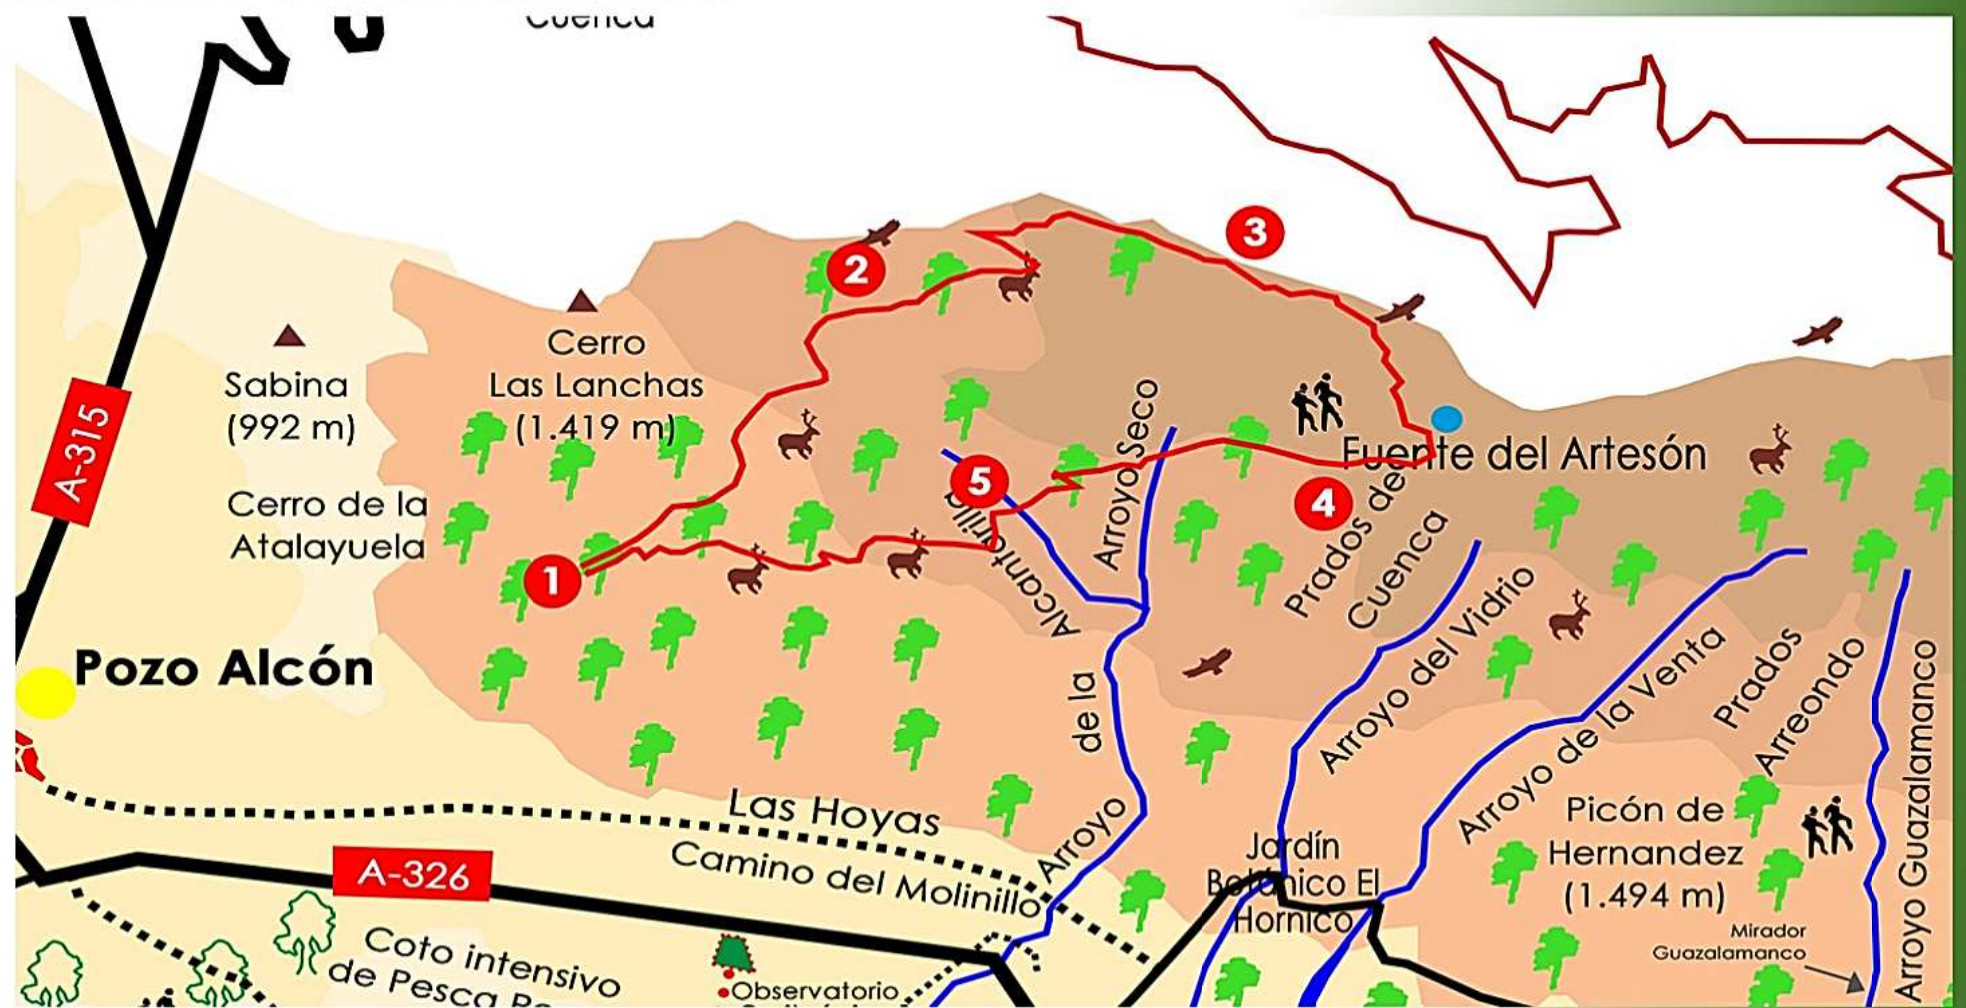 Cuenca
3
2
Cerro
Las Lanchas
(1.419 m)
Sabina
(992 m)
A-315
Cerro de la
Atalayuela
1
5
Arroyo Seco
4
Fuente del Artesón
Prados de
Cuenca
Pozo Alcón
Arroyo
de la
Alcantarilla
Arroyo del Vidrio
Arroyo de la Venta
Prados
Arreondo
Arroyo Guazalamanco
Las Hoyas
Camino del Molinillo
A-326
Jardín
Botánico El
Hornico
Picón de
Hernandez
(1.494 m)
Mirador
Guazalamanco
Coto intensivo
de Pesca
Observatorio